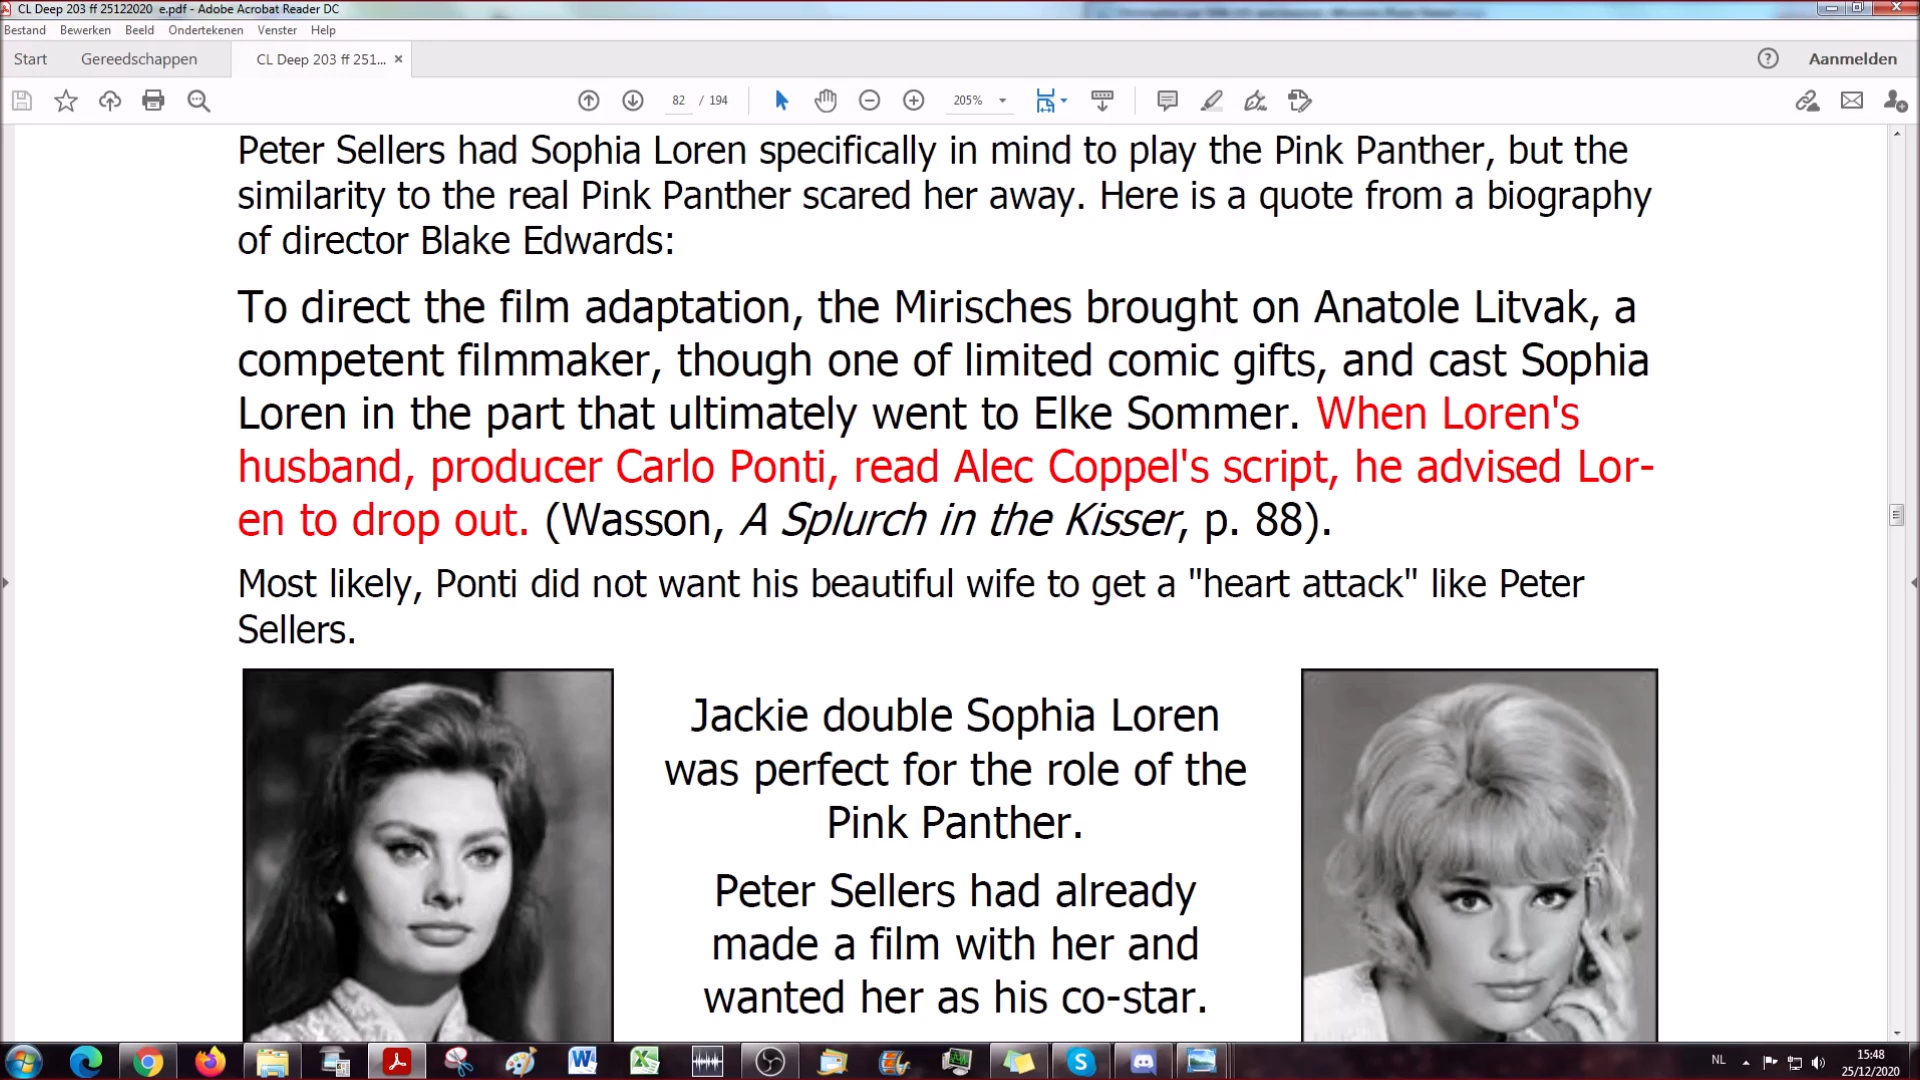 CL Deep 203 ff 25122020 e.pdf - Adobe Acrobat Reader DC
Bestand Bewerken Beeld Ondertekenen Venster Help
Start Gereedschappen CL Deep 203 ff 251... Aanmelden
82 / 194 205%
Peter Sellers had Sophia Loren specifically in mind to play the Pink Panther, but the
similarity to the real Pink Panther scared her away. Here is a quote from a biography
of director Blake Edwards:
To direct the film adaptation, the Mirisches brought on Anatole Litvak, a
competent filmmaker, though one of limited comic gifts, and cast Sophia
Loren in the part that ultimately went to Elke Sommer. When Loren's
husband, producer Carlo Ponti, read Alec Coppel's script, he advised Lor-
en to drop out. (Wasson, A Splurch in the Kisser, p. 88).
Most likely, Ponti did not want his beautiful wife to get a "heart attack" like Peter
Sellers.
Jackie double Sophia Loren
was perfect for the role of the
Pink Panther.
Peter Sellers had already
made a film with her and
wanted her as his co-star.
NL 15:48
25/12/2020